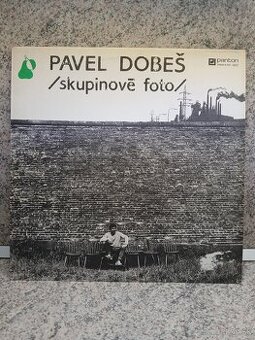 PAVEL DOBEŠ
/skupinové foto/
panton